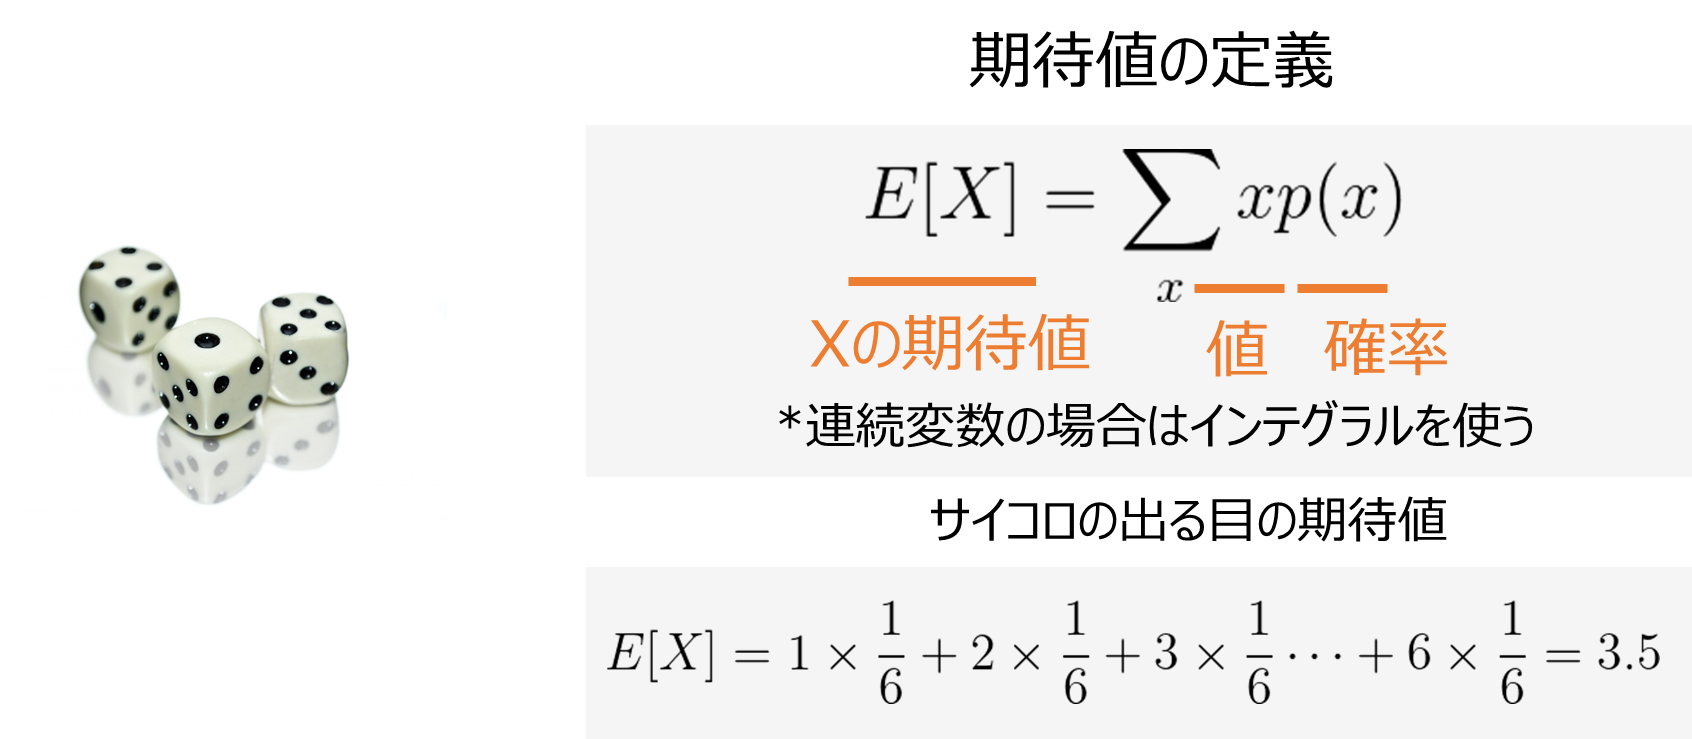 期待値の定義
E[X] = ∑ₓ xp(x)
Xの期待値 値 確率
*連続変数の場合はインテグラルを使う
サイコロの出る目の期待値
E[X] = 1 × 1/6 + 2 × 1/6 + 3 × 1/6 ⋯ + 6 × 1/6 = 3.5